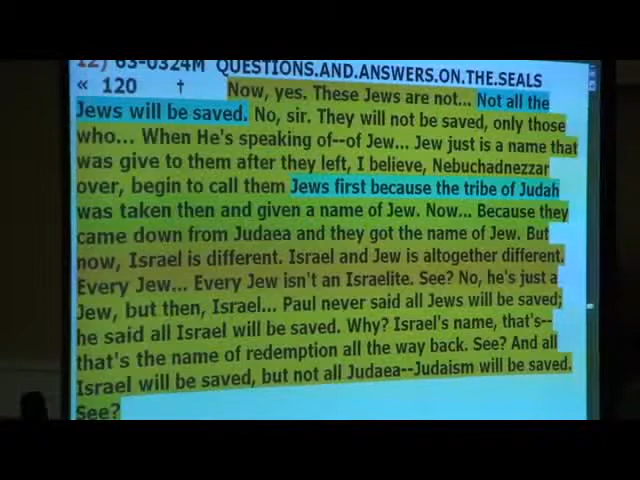 12) 63-0324M QUESTIONS.AND.ANSWERS.ON.THE.SEALS
« 120 † Now, yes. These Jews are not... Not all the
Jews will be saved. No, sir. They will not be saved, only those
who... When He's speaking of--of Jew... Jew just is a name that
was give to them after they left, I believe, Nebuchadnezzar
over, begin to call them Jews first because the tribe of Judah
was taken then and given a name of Jew. Now... Because they
came down from Judaea and they got the name of Jew. But
now, Israel is different. Israel and Jew is altogether different.
Every Jew... Every Jew isn't an Israelite. See? No, he's just a
Jew, but then, Israel... Paul never said all Jews will be saved;
he said all Israel will be saved. Why? Israel's name, that's--
that's the name of redemption all the way back. See? And all
Israel will be saved, but not all Judaea--Judaism will be saved.
See?